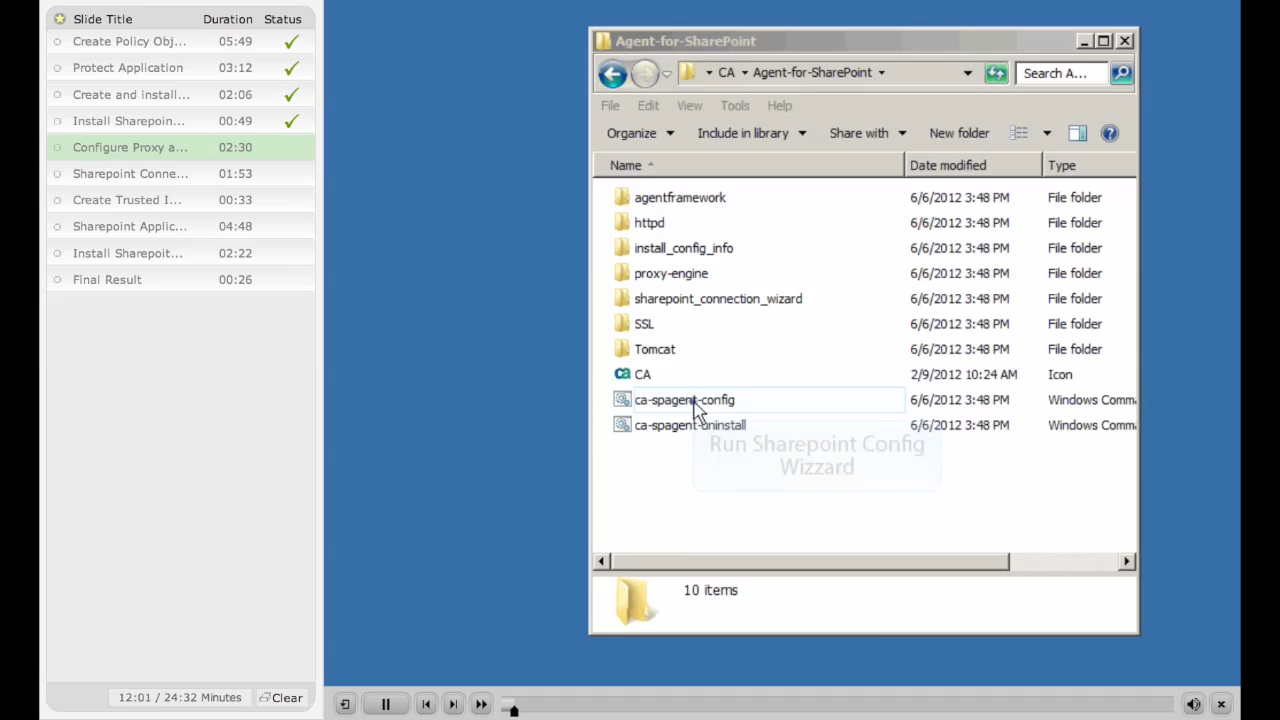 Slide Title Duration Status
Create Policy Obj... 05:49
Protect Application 03:12
Create and install... 02:06
Install Sharepoin... 00:49
Configure Proxy a... 02:30
Sharepoint Conne... 01:53
Create Trusted I... 00:33
Sharepoint Applic... 04:48
Install Sharepoit... 02:22
Final Result 00:26
12:01 / 24:32 Minutes Clear
Agent-for-SharePoint
CA Agent-for-SharePoint Search A...
File Edit View Tools Help
Organize Include in library Share with New folder
Name Date modified Type
agentframework 6/6/2012 3:48 PM File folder
httpd 6/6/2012 3:48 PM File folder
install_config_info 6/6/2012 3:48 PM File folder
proxy-engine 6/6/2012 3:48 PM File folder
sharepoint_connection_wizard 6/6/2012 3:48 PM File folder
SSL 6/6/2012 3:48 PM File folder
Tomcat 6/6/2012 3:48 PM File folder
ca CA 2/9/2012 10:24 AM Icon
ca-spagent-config 6/6/2012 3:48 PM Windows Comma
ca-spagent-uninstall 6/6/2012 3:48 PM Windows Comma
Run Sharepoint Config
Wizzard
10 items